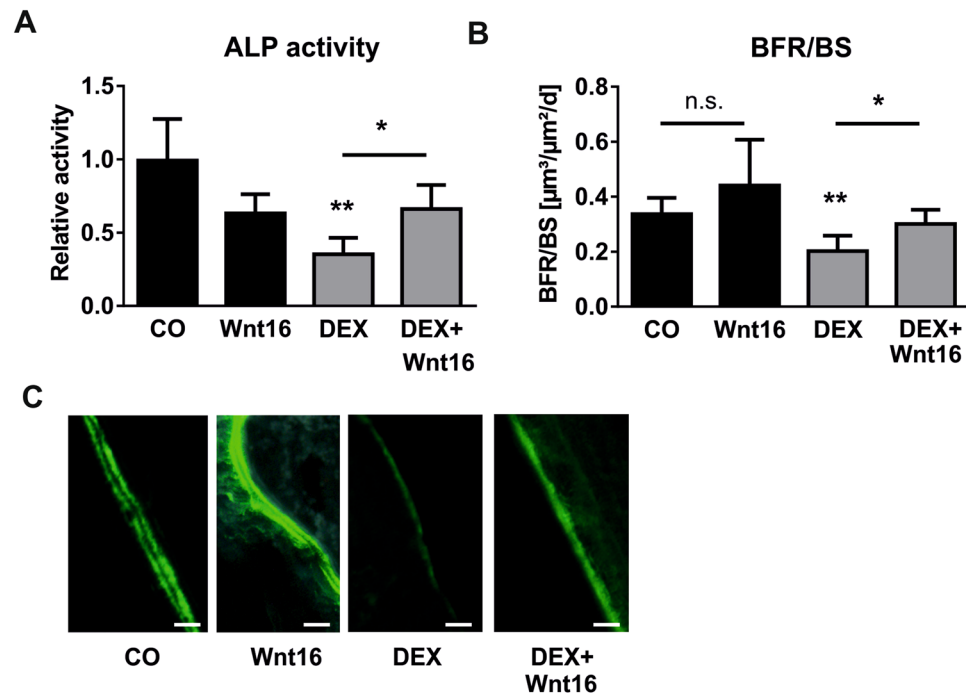 A
ALP activity
Relative activity
1.5
1.0
0.5
0.0
*
**
CO
Wnt16
DEX
DEX+
Wnt16
B
BFR/BS
BFR/BS [µm³/µm²/d]
0.8
0.6
0.4
0.2
0.0
n.s.
*
**
CO
Wnt16
DEX
DEX+
Wnt16
C
CO
Wnt16
DEX
DEX+
Wnt16